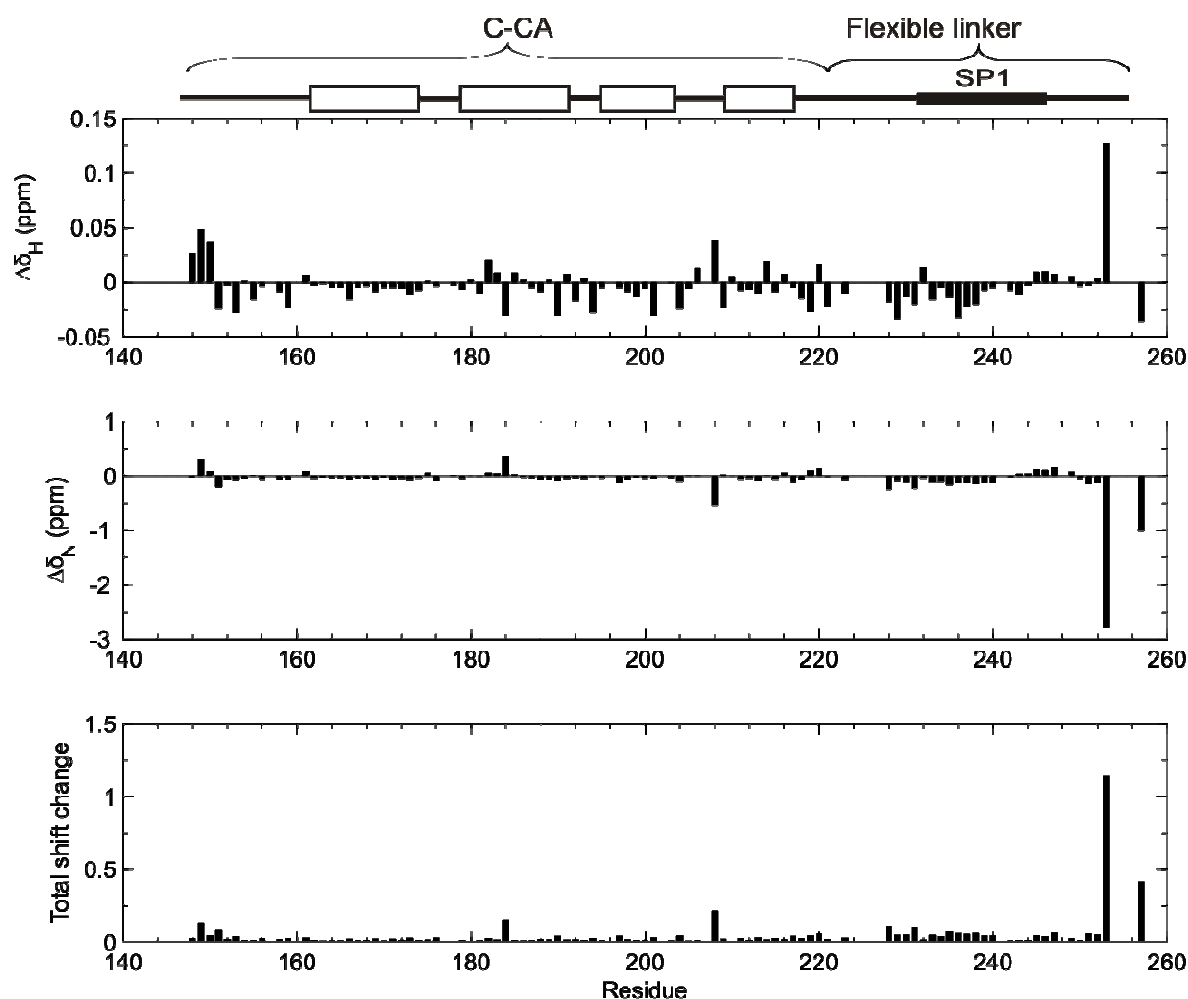 C-CA Flexible linker
SP1
ΔδH (ppm)
0.15
0.1
0.05
0
-0.05
140 160 180 200 220 240 260
ΔδN (ppm)
1
0
-1
-2
-3
140 160 180 200 220 240 260
Total shift change
1.5
1
0.5
0
140 160 180 200 220 240 260
Residue